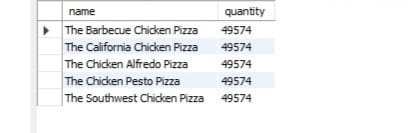 name quantity
The Barbecue Chicken Pizza 49574
The California Chicken Pizza 49574
The Chicken Alfredo Pizza 49574
The Chicken Pesto Pizza 49574
The Southwest Chicken Pizza 49574